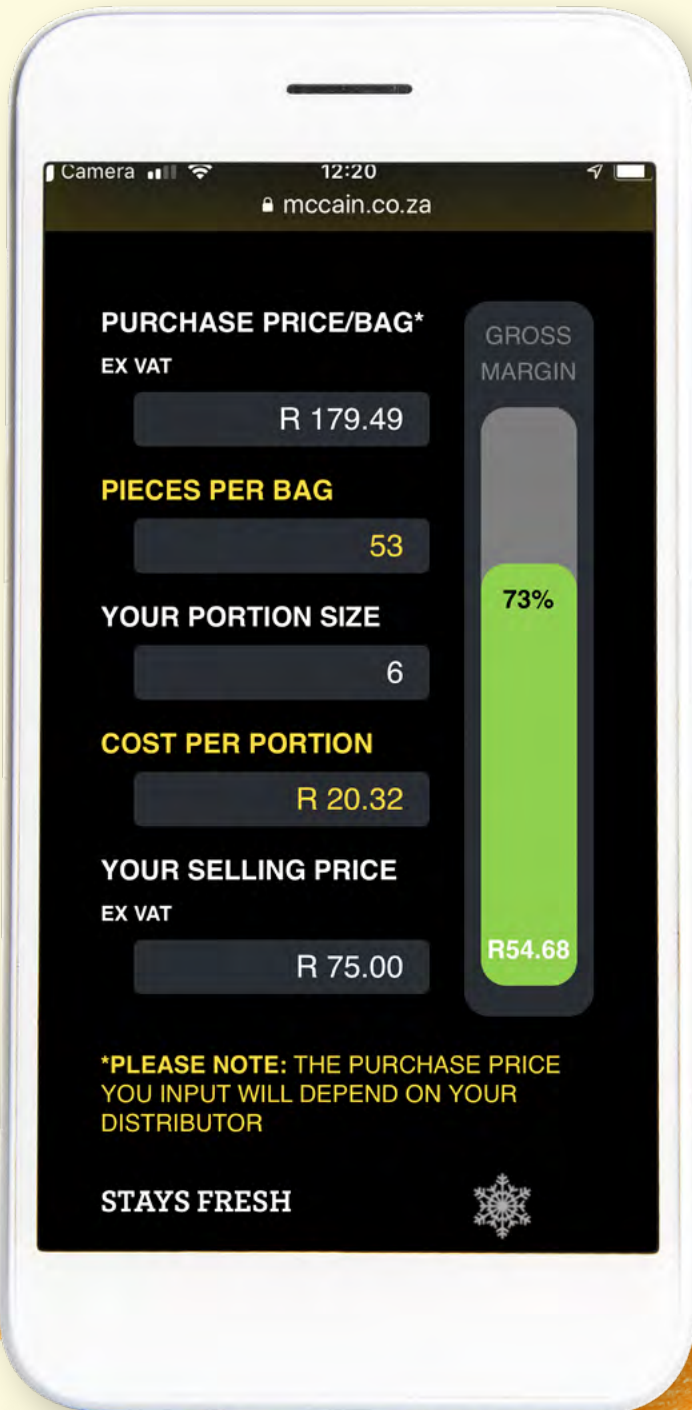 Camera 12:20
mccain.co.za
PURCHASE PRICE/BAG*
EX VAT
R 179.49
PIECES PER BAG
53
YOUR PORTION SIZE
6
COST PER PORTION
R 20.32
YOUR SELLING PRICE
EX VAT
R 75.00
GROSS
MARGIN
73%
R54.68
*PLEASE NOTE: THE PURCHASE PRICE
YOU INPUT WILL DEPEND ON YOUR
DISTRIBUTOR
STAYS FRESH